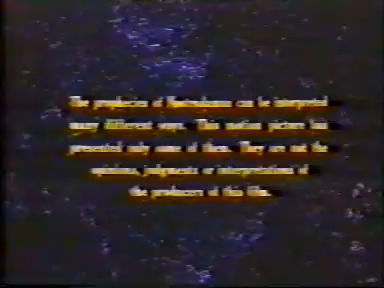 The prophecies of Nostradamus can be interpreted
many different ways. This motion picture has
presented only some of them. They are not the
opinions, judgments or interpretations of
the producers of this film.